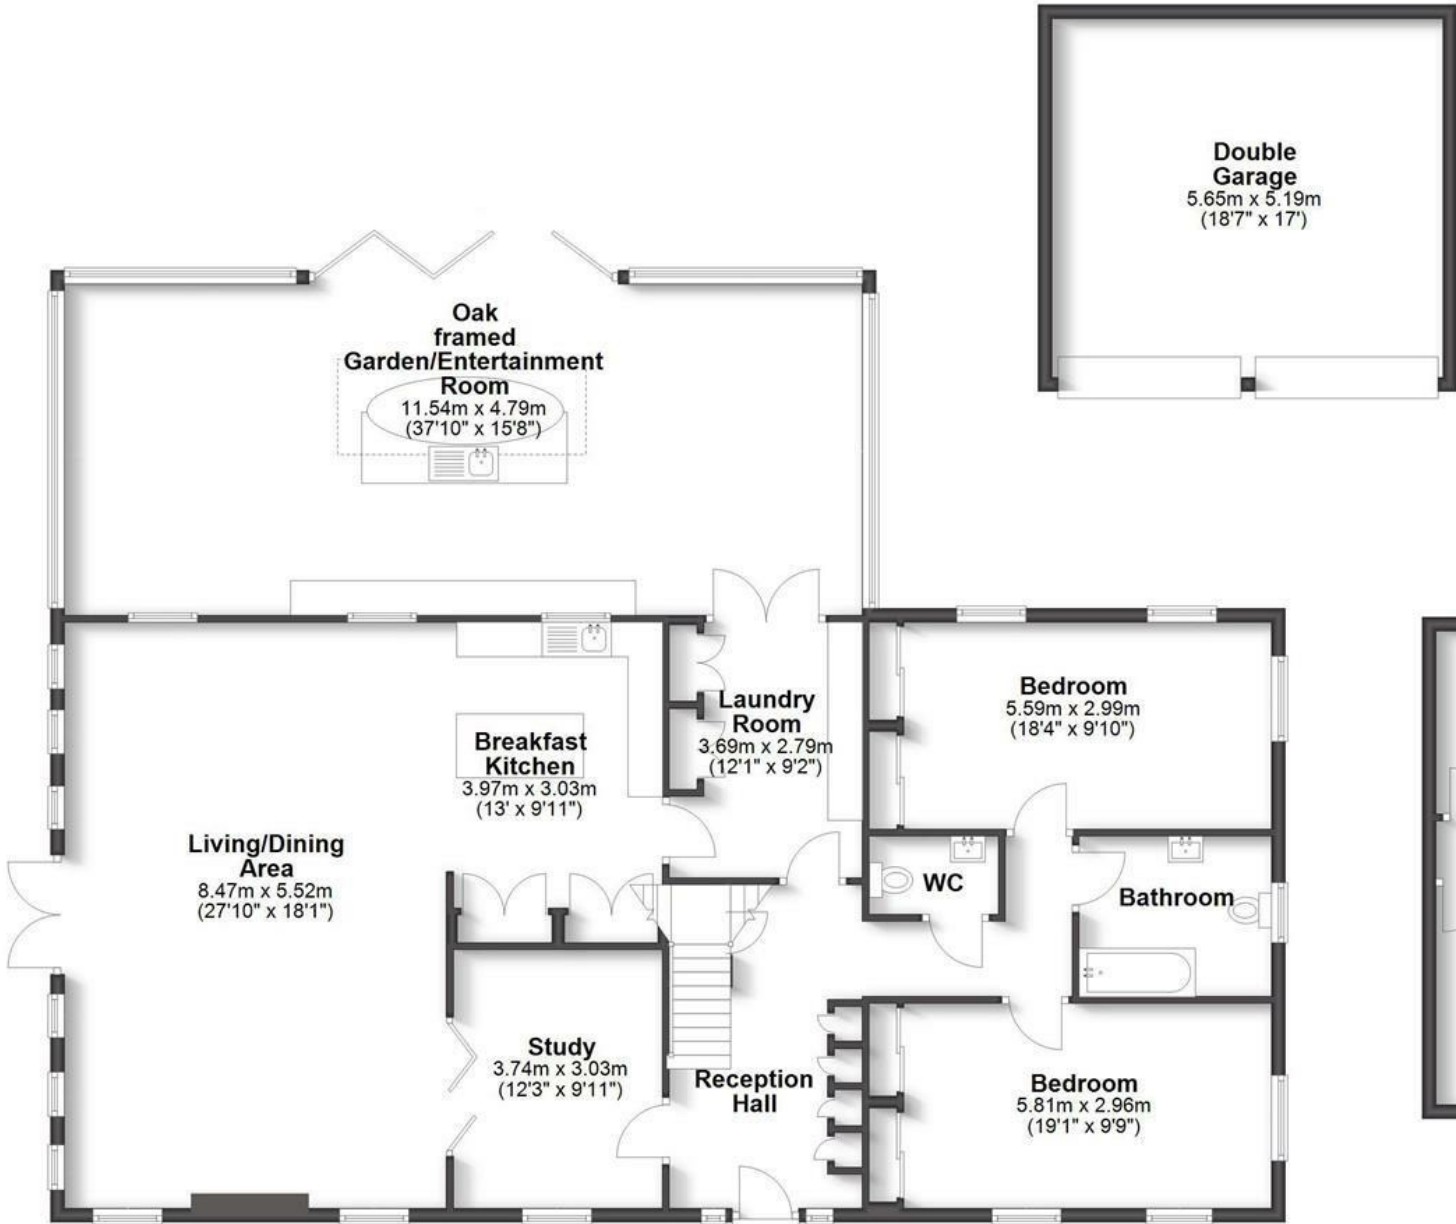 Double
Garage
5.65m x 5.19m
(18'7" x 17')
Oak
framed
Garden/Entertainment
Room
11.54m x 4.79m
(37'10" x 15'8")
Laundry
Room
3.69m x 2.79m
(12'1" x 9'2")
Bedroom
5.59m x 2.99m
(18'4" x 9'10")
Breakfast
Kitchen
3.97m x 3.03m
(13' x 9'11")
Living/Dining
Area
8.47m x 5.52m
(27'10" x 18'1")
WC
Bathroom
Study
3.74m x 3.03m
(12'3" x 9'11")
Reception
Hall
Bedroom
5.81m x 2.96m
(19'1" x 9'9")